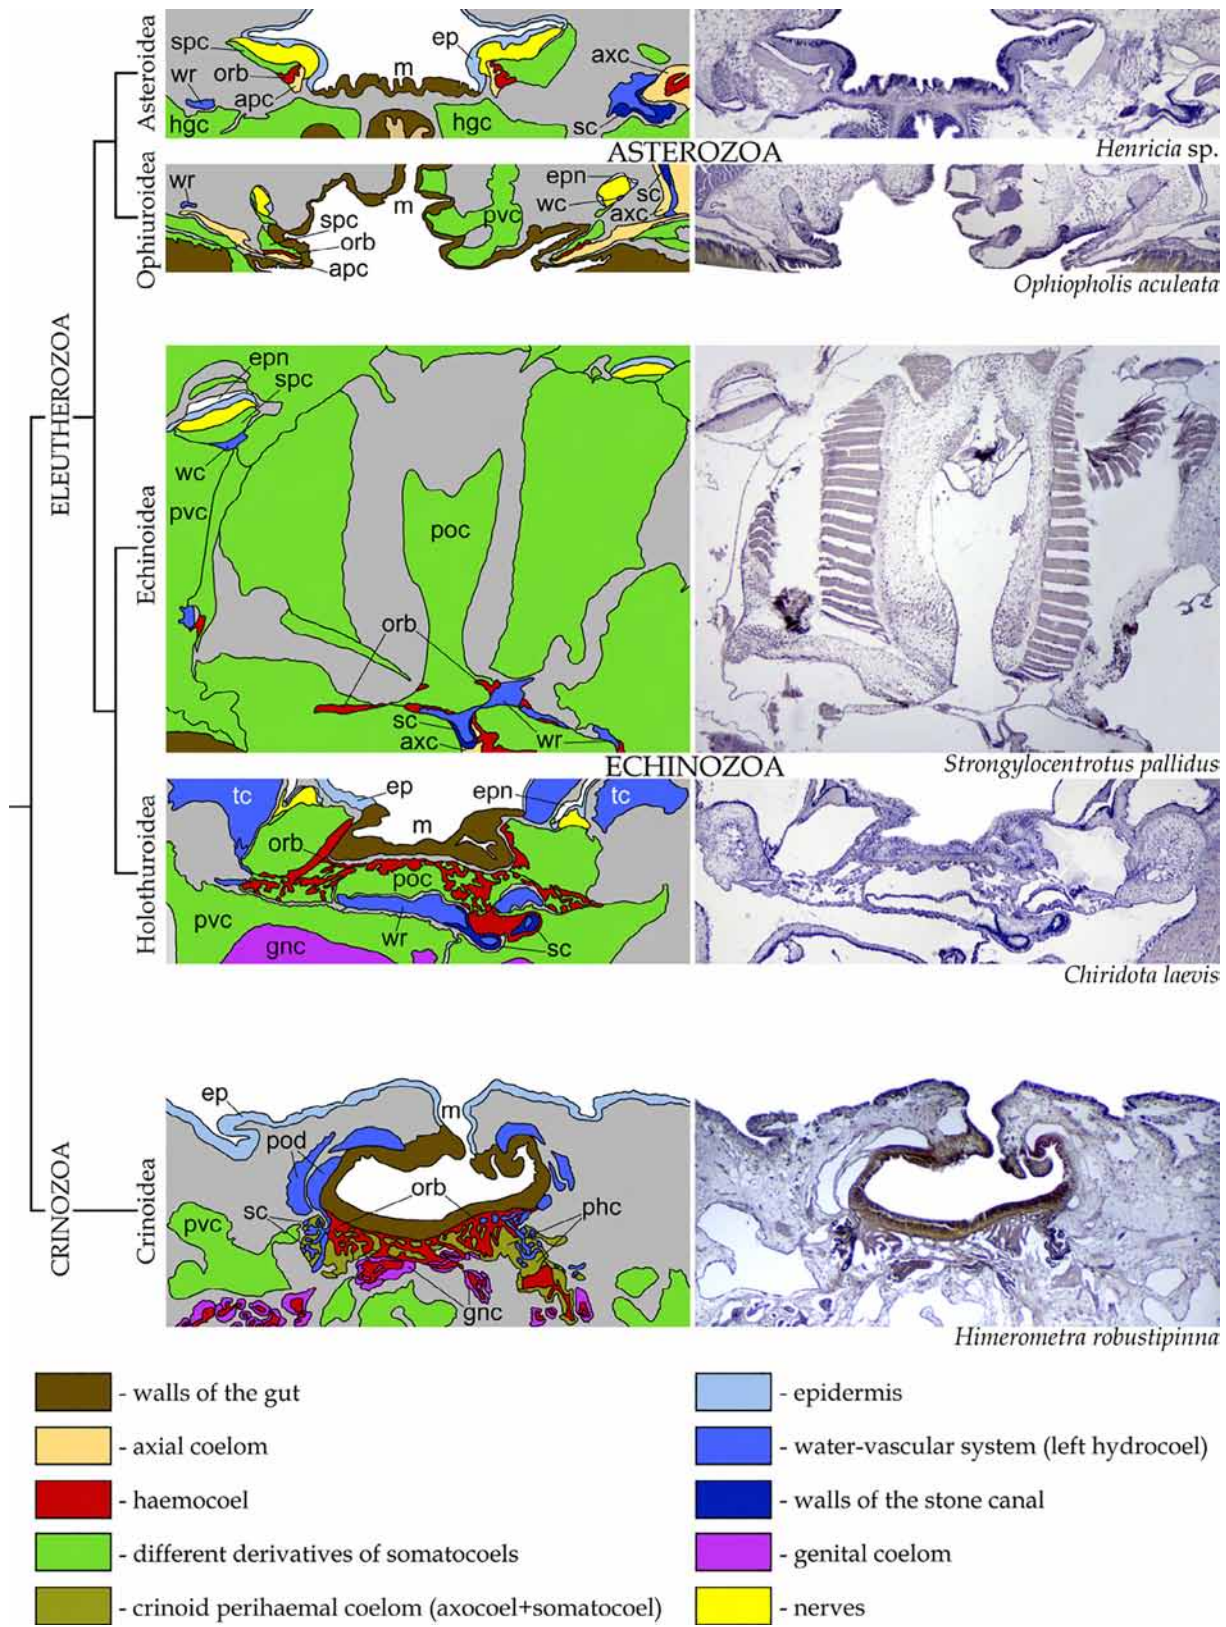 Asteroidea
spc
wr
orb
apc
hgc
m
ep
hgc
axc
sc
ASTEROZOA
Henricia sp.
Ophiuroidea
wr
spc
orb
apc
m
pvc
epn
wc
sc
axc
Ophiopholis aculeata
ELEUTHEROZOA
Echinoidea
epn
spc
wc
pvc
poc
orb
sc
axc
wr
ECHINOZOA
Strongylocentrotus pallidus
Holothuroidea
tc
ep
epn
tc
m
orb
poc
pvc
wr
gnc
sc
Chiridota laevis
CRINOZOA
Crinoidea
ep
m
pod
orb
sc
phc
pvc
gnc
Himerometra robustipinna
- walls of the gut
- axial coelom
- haemocoel
- different derivatives of somatocoels
- crinoid perihaemal coelom (axocoel+somatocoel)
- epidermis
- water-vascular system (left hydrocoel)
- walls of the stone canal
- genital coelom
- nerves